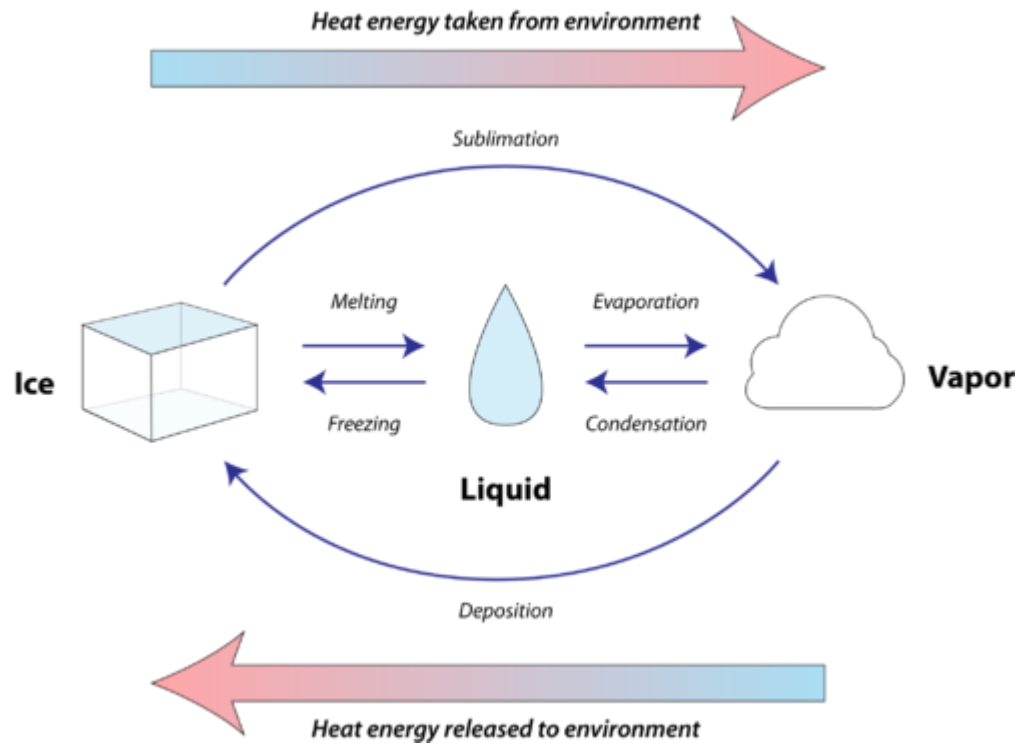 Heat energy taken from environment
Sublimation
Melting
Evaporation
Ice
Vapor
Freezing
Condensation
Liquid
Deposition
Heat energy released to environment